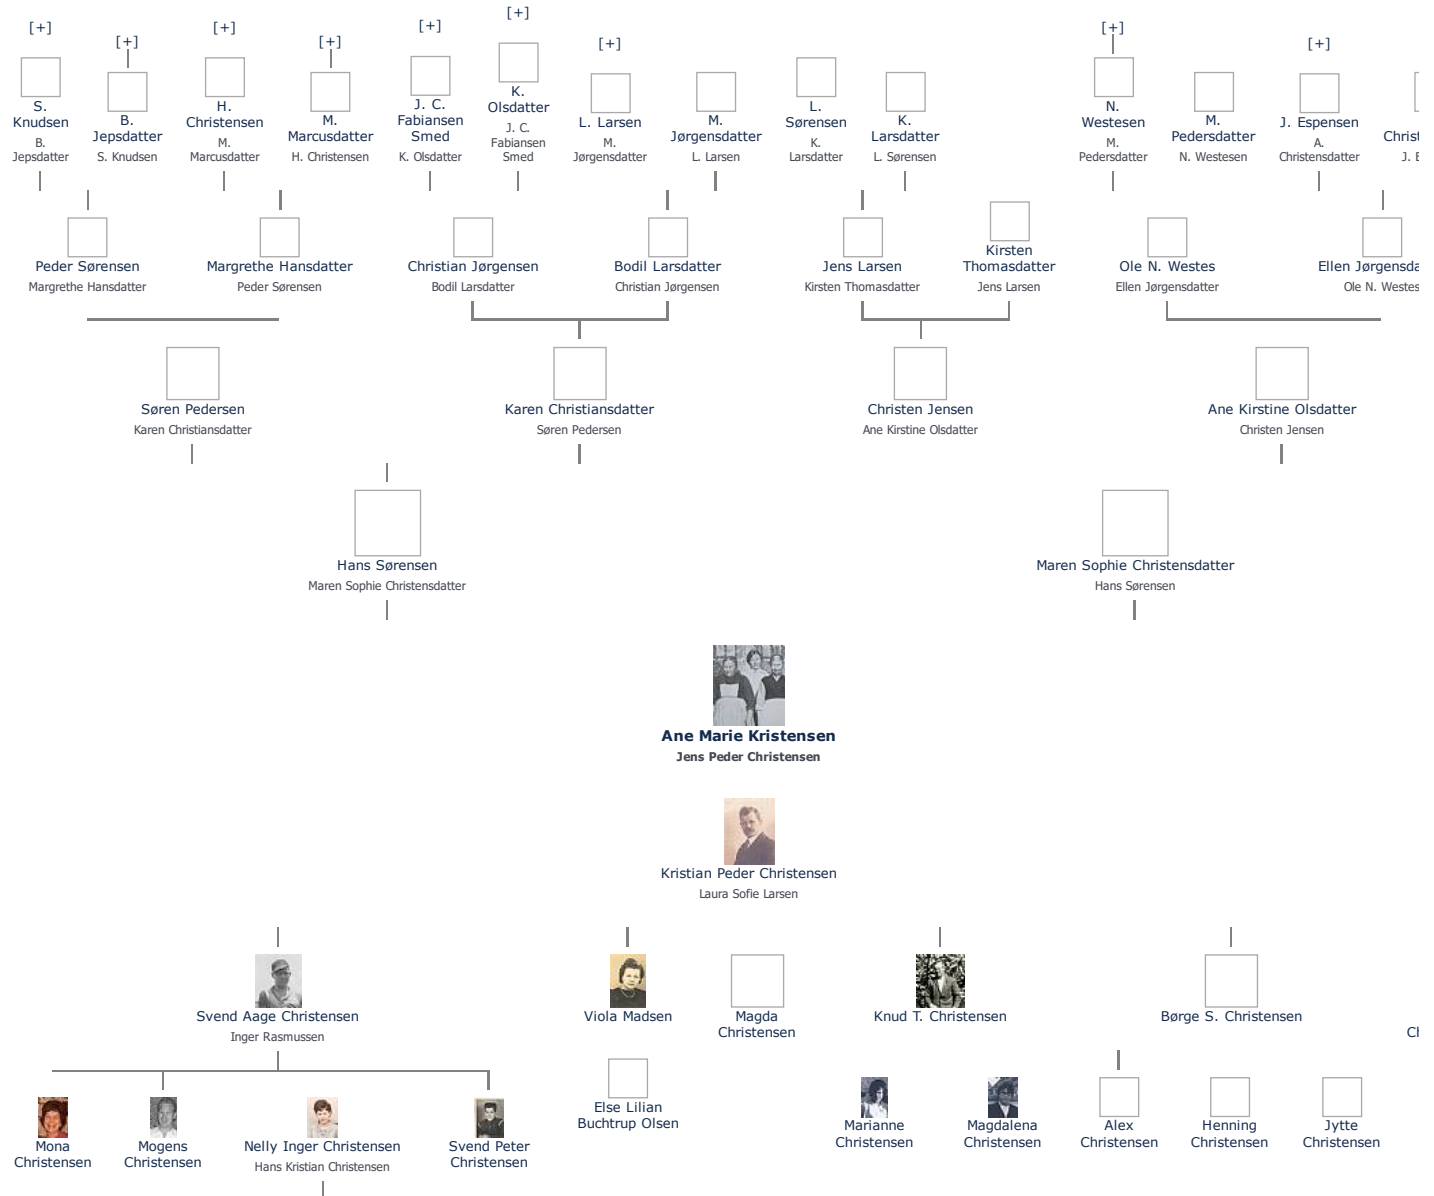 [+]
[+]
[+]
[+]
[+]
[+]
[+]
[+]
[+]
S.
Knudsen
B.
Jepsdatter
B.
Jepsdatter
S. Knudsen
H.
Christensen
M.
Marcusdatter
M.
Marcusdatter
H. Christensen
J. C.
Fabiansen
Smed
K. Olsdatter
K.
Olsdatter
J. C.
Fabiansen
Smed
L. Larsen
M.
Jørgensdatter
M.
Jørgensdatter
L. Larsen
L.
Sørensen
K.
Larsdatter
K.
Larsdatter
L. Sørensen
N.
Westesen
M.
Pedersdatter
M.
Pedersdatter
N. Westesen
J. Espensen
A.
Christensdatter
Christ
J. E
Peder Sørensen
Margrethe Hansdatter
Margrethe Hansdatter
Peder Sørensen
Christian Jørgensen
Bodil Larsdatter
Bodil Larsdatter
Christian Jørgensen
Jens Larsen
Kirsten Thomasdatter
Kirsten
Thomasdatter
Jens Larsen
Ole N. Westes
Ellen Jørgensdatter
Ellen Jørgensda
Ole N. Westes
Søren Pedersen
Karen Christiansdatter
Karen Christiansdatter
Søren Pedersen
Christen Jensen
Ane Kirstine Olsdatter
Ane Kirstine Olsdatter
Christen Jensen
Hans Sørensen
Maren Sophie Christensdatter
Maren Sophie Christensdatter
Hans Sørensen
Ane Marie Kristensen
Jens Peder Christensen
Kristian Peder Christensen
Laura Sofie Larsen
Svend Aage Christensen
Inger Rasmussen
Viola Madsen
Magda
Christensen
Knud T. Christensen
Børge S. Christensen
Ch
Mona
Christensen
Mogens
Christensen
Nelly Inger Christensen
Hans Kristian Christensen
Svend Peter
Christensen
Else Lilian
Buchtrup Olsen
Marianne
Christensen
Magdalena
Christensen
Alex
Christensen
Henning
Christensen
Jytte
Christensen